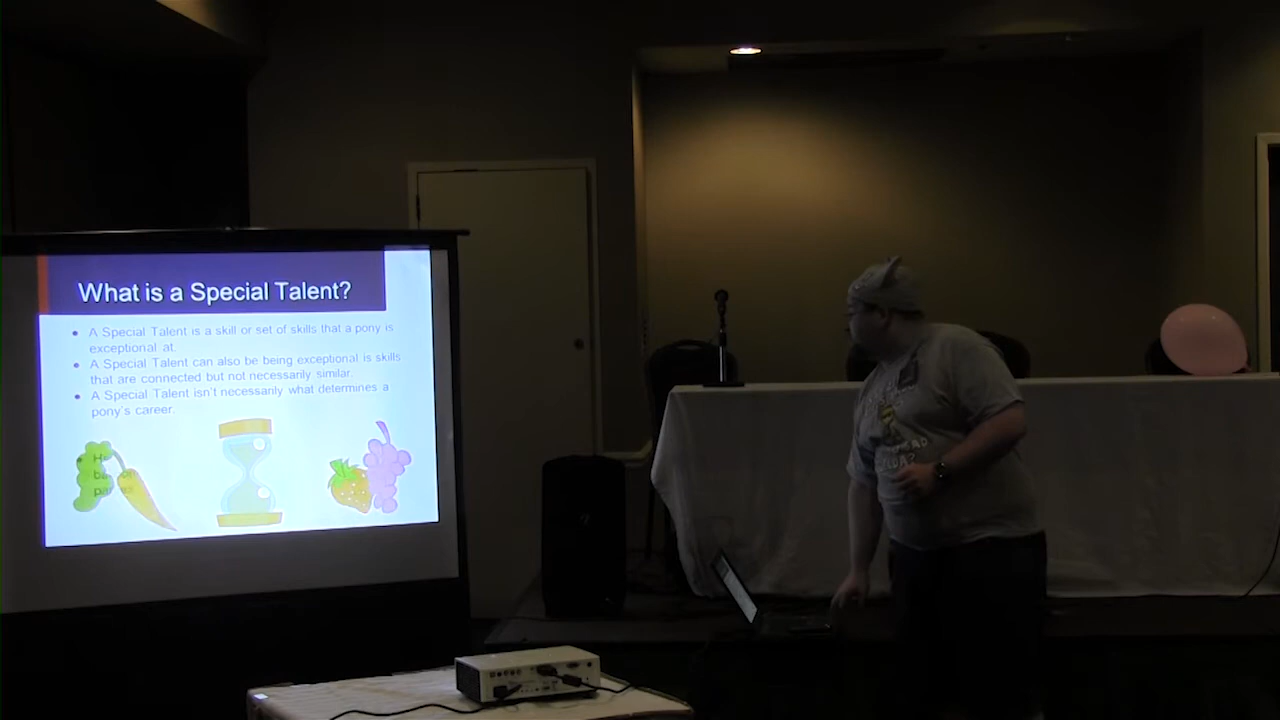 What is a Special Talent?
A Special Talent is a skill or set of skills that a pony is
exceptional at.
A Special Talent can also be being exceptional is skills
that are connected but not necessarily similar.
A Special Talent isn't necessarily what determines a
pony's career.